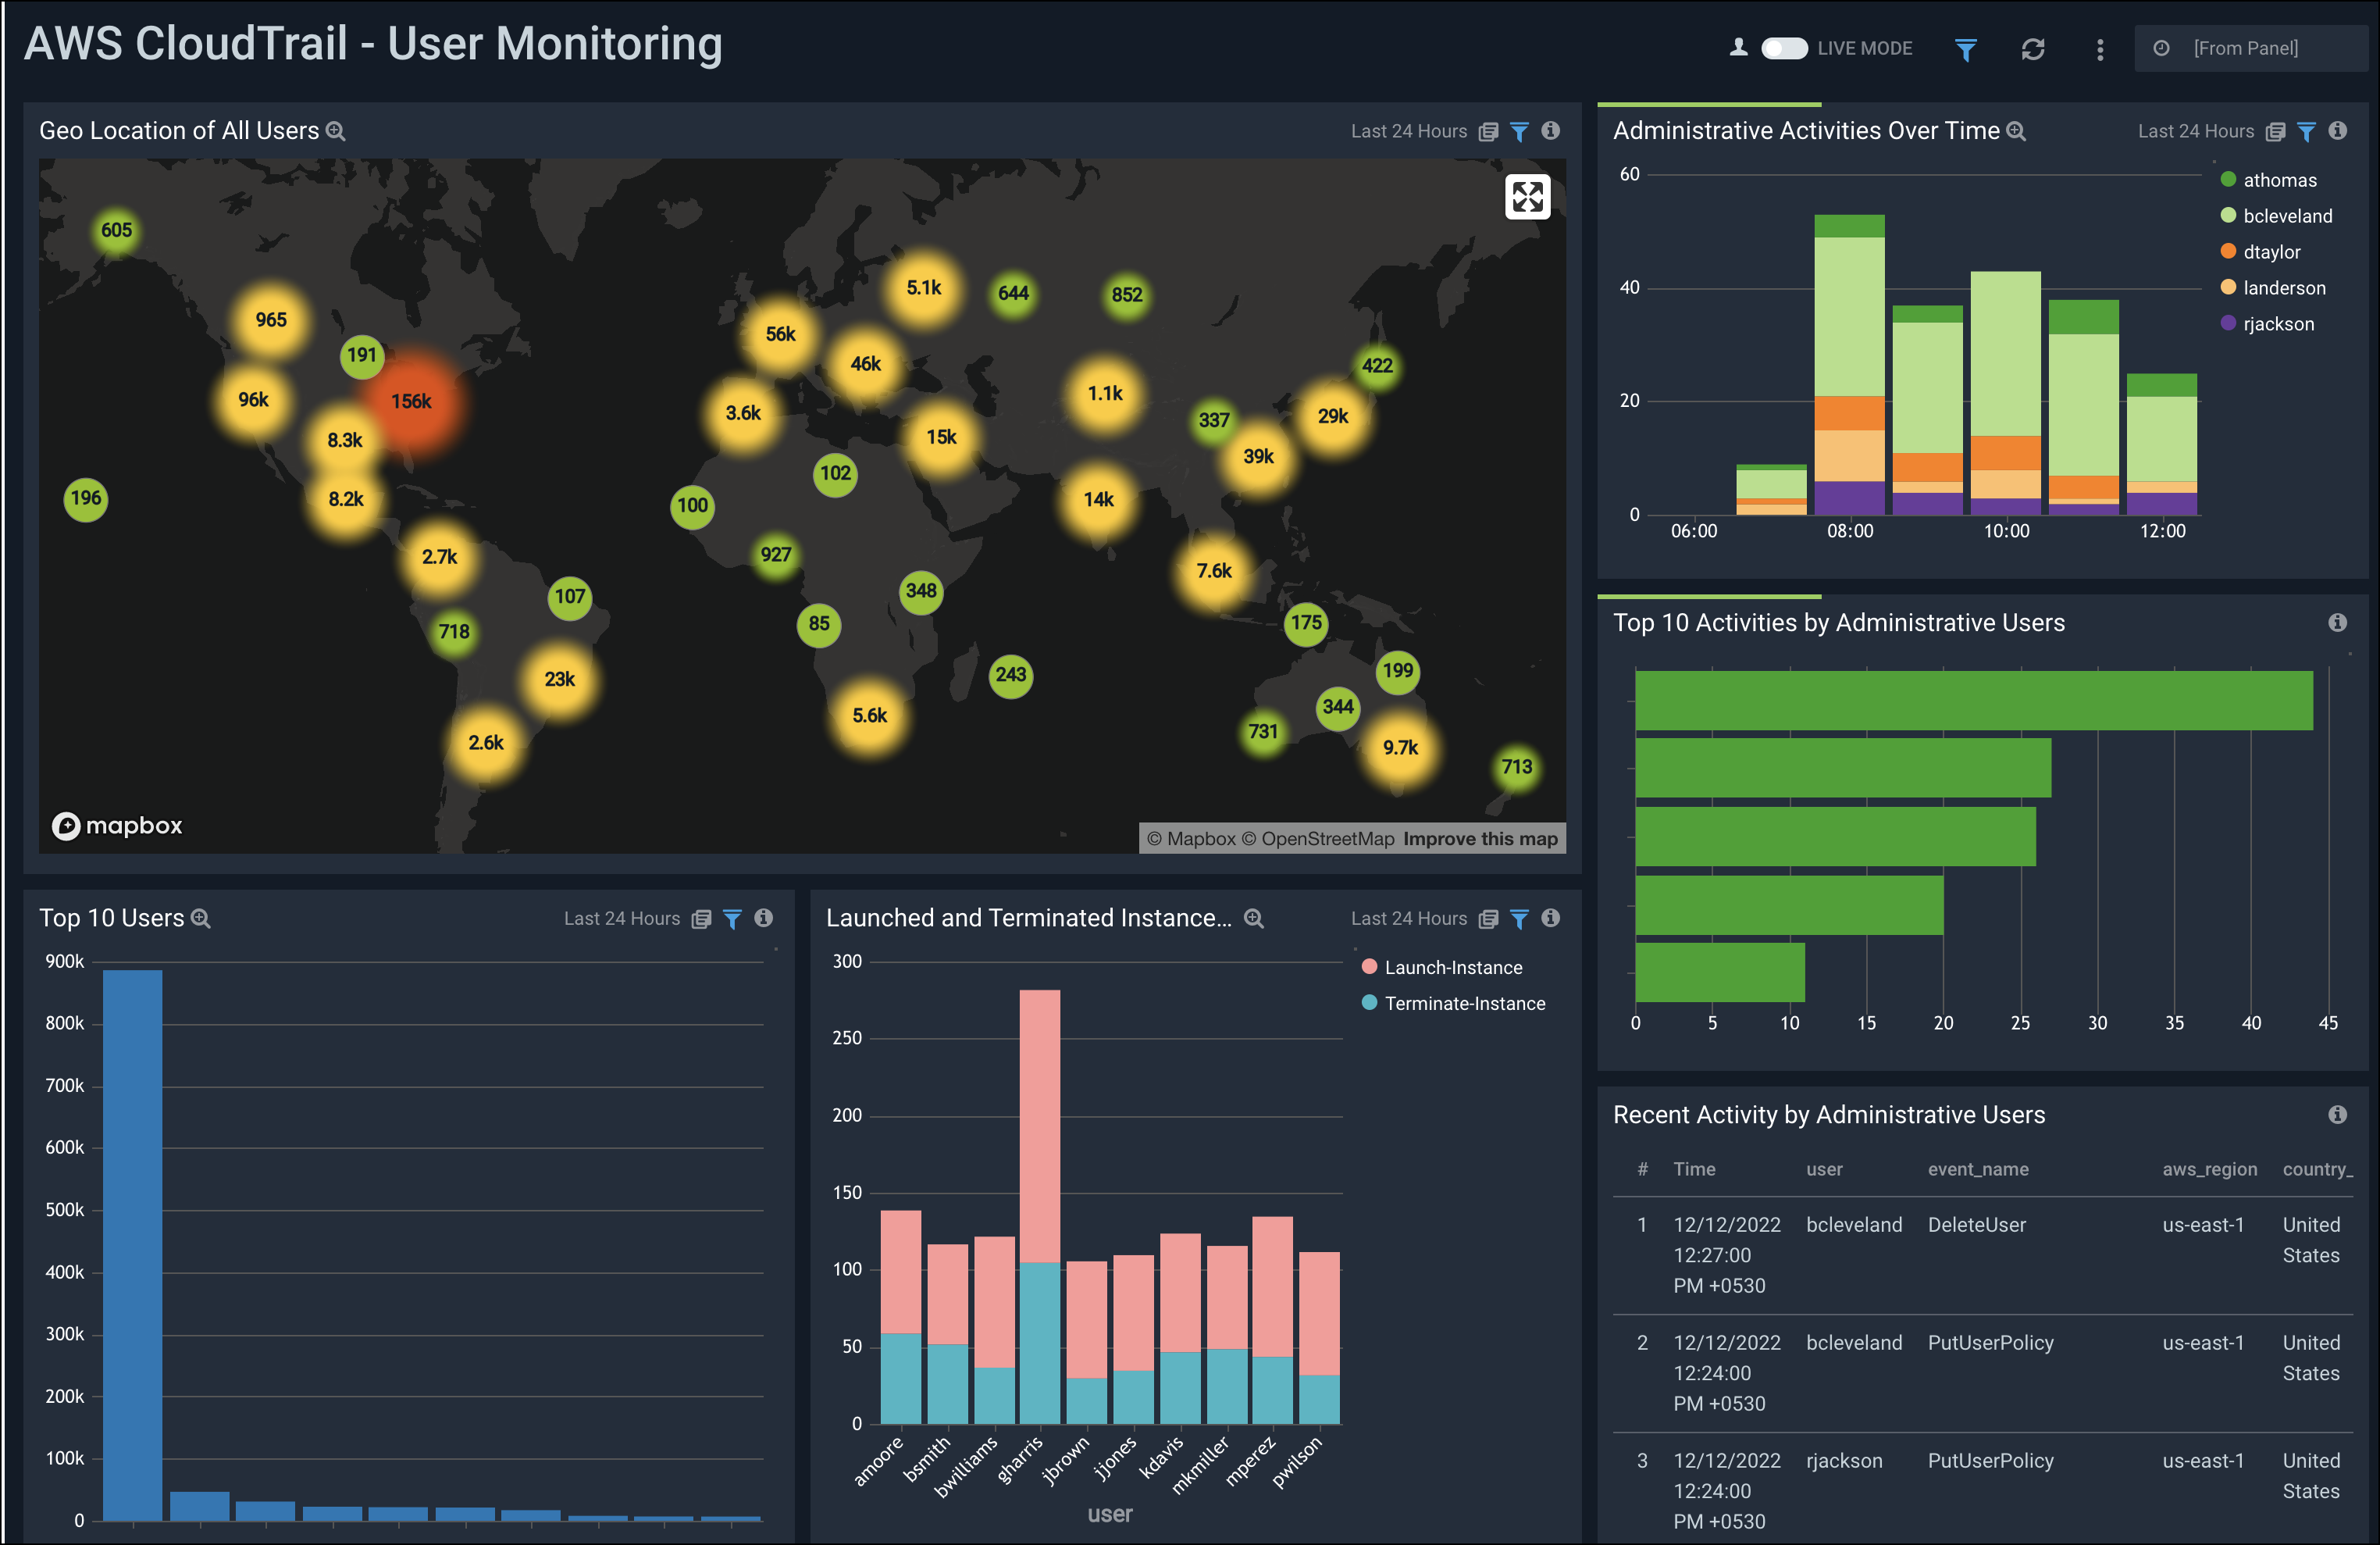 AWS CloudTrail - User Monitoring
LIVE MODE
[From Panel]
Geo Location of All Users
Last 24 Hours
605
965
191
96k
156k
8.3k
8.2k
196
2.7k
107
718
23k
2.6k
5.1k
644
852
56k
46k
3.6k
15k
1.1k
422
337
29k
39k
102
100
14k
927
348
7.6k
85
175
243
199
344
5.6k
731
9.7k
713
mapbox
© Mapbox © OpenStreetMap Improve this map
Administrative Activities Over Time
Last 24 Hours
60
40
20
0
06:00
08:00
10:00
12:00
athomas
bcleveland
dtaylor
landerson
rjackson
Top 10 Activities by Administrative Users
0
5
10
15
20
25
30
35
40
45
Top 10 Users
Last 24 Hours
900k
800k
700k
600k
500k
400k
300k
200k
100k
0
Launched and Terminated Instance...
Last 24 Hours
300
250
200
150
100
50
0
Launch-Instance
Terminate-Instance
amoore
bsmith
bwilliams
gharris
jbrown
jjones
kdavis
mkmiller
mperez
pwilson
user
Recent Activity by Administrative Users
# Time user event_name aws_region country_
1 12/12/2022 bcleveland DeleteUser us-east-1 United
12:27:00 States
PM +0530
2 12/12/2022 bcleveland PutUserPolicy us-east-1 United
12:24:00 States
PM +0530
3 12/12/2022 rjackson PutUserPolicy us-east-1 United
12:24:00 States
PM +0530